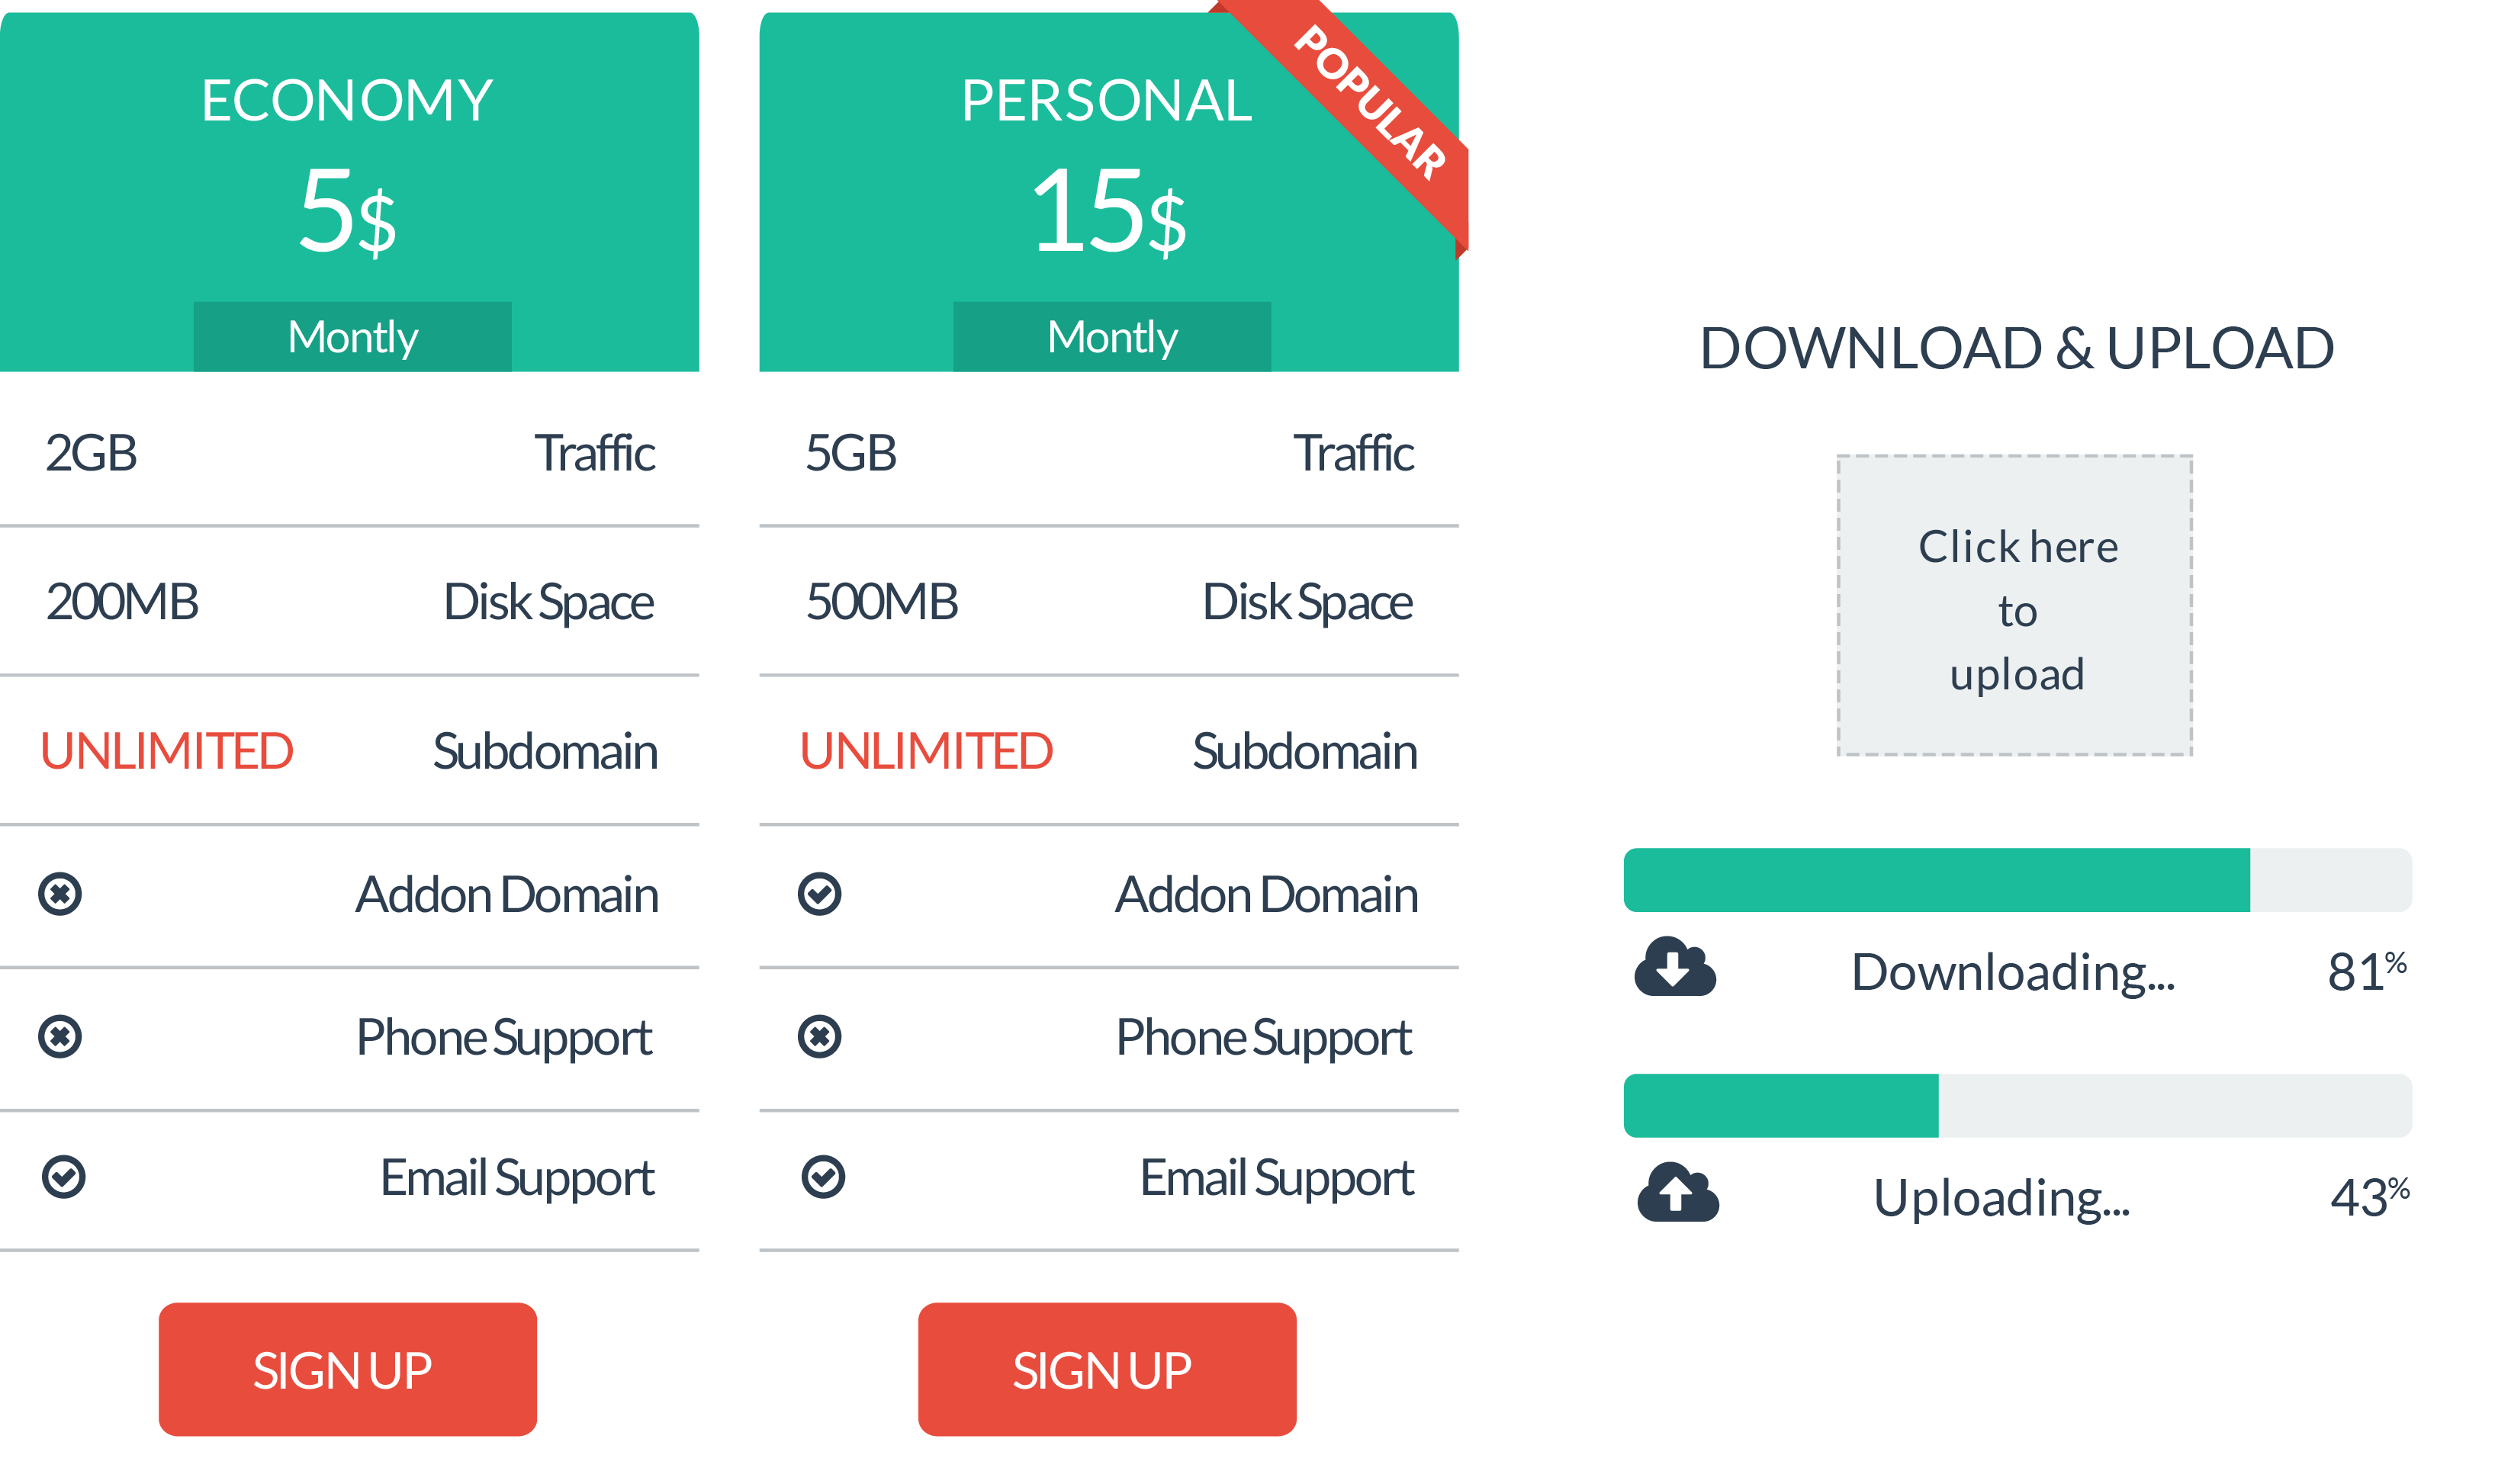 ECONOMY
5$
Montly
2GB Traffic
200MB Disk Space
UNLIMITED Subdomain
Addon Domain
Phone Support
Email Support
SIGN UP
POPULAR
PERSONAL
15$
Montly
5GB Traffic
500MB Disk Space
UNLIMITED Subdomain
Addon Domain
Phone Support
Email Support
SIGN UP
DOWNLOAD & UPLOAD
Click here
to
upload
Downloading... 81%
Uploading... 43%